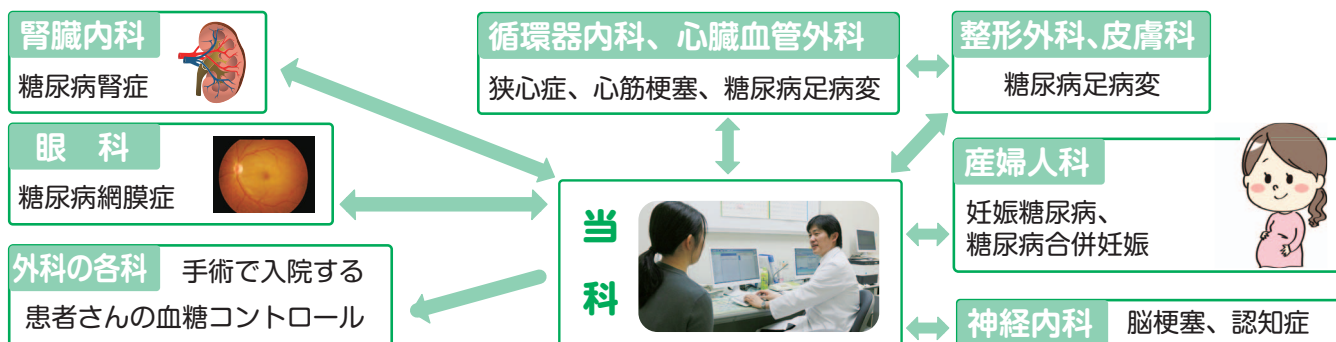 腎臓内科
糖尿病腎症
眼 科
糖尿病網膜症
外科の各科 手術で入院する
患者さんの血糖コントロール
循環器内科、心臓血管外科
狭心症、心筋梗塞、糖尿病足病変
当
科
整形外科、皮膚科
糖尿病足病変
産婦人科
妊娠糖尿病、
糖尿病合併妊娠
神経内科 脳梗塞、認知症